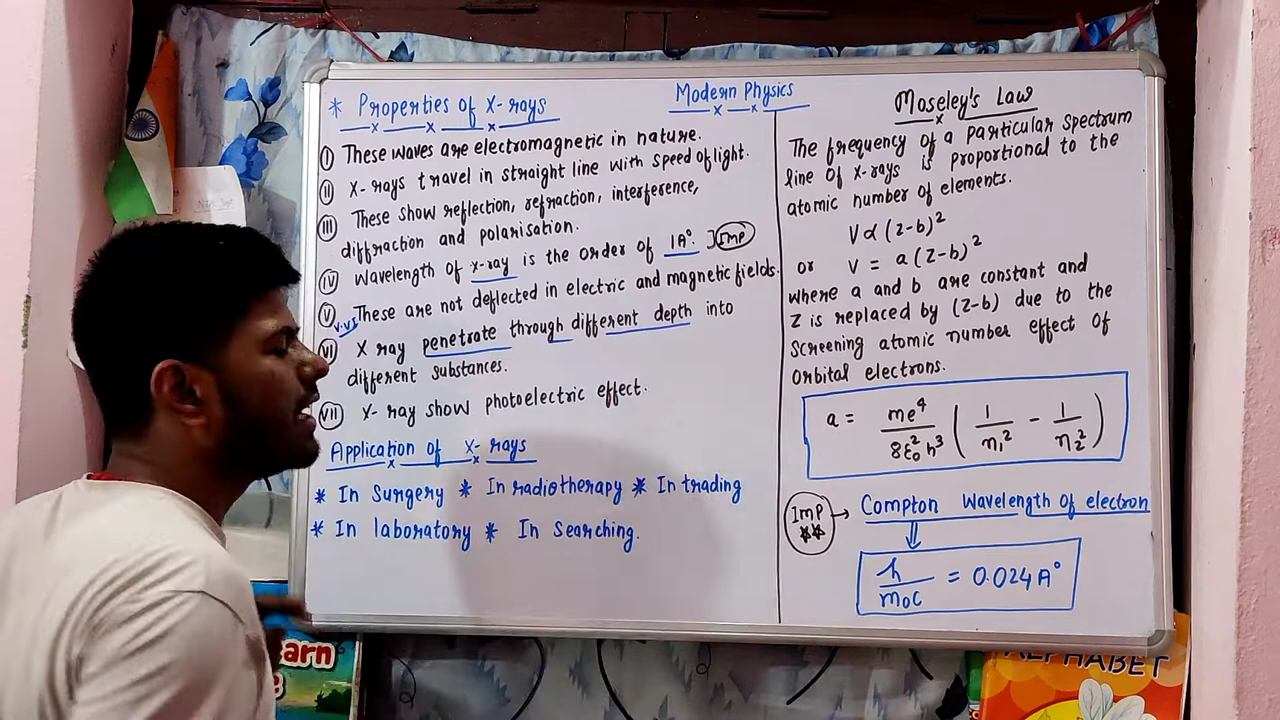 Modern Physics
* Properties of X-rays
(I) These waves are electromagnetic in nature.
(II) X-rays travel in straight line with speed of light.
(III) These show reflection, refraction, interference,
diffraction and polarisation.
(IV) Wavelength of x-ray is the order of 1A°. ] IMP
(V) These are not deflected in electric and magnetic fields.
V.V.I
(VI) X ray penetrate through different depth into
different substances.
(VII) X-ray show photoelectric effect.
Application of X-rays
* In Surgery * In radiotherapy * In trading
* In laboratory * In Searching.
Moseley's Law
The frequency of a particular spectrum
line of x-rays is proportional to the
atomic number of elements.
V ∝ (Z-b)²
or V = a (Z-b)²
where a and b are constant and
Z is replaced by (Z-b) due to the
Screening atomic number effect of
Orbital electrons.
a = me⁴/8ε₀²h³ (1/n₁² - 1/n₂²)
IMP ** → Compton Wavelength of electron
⇓
h/m₀c = 0.024 A°
arn
e
ALPHABET